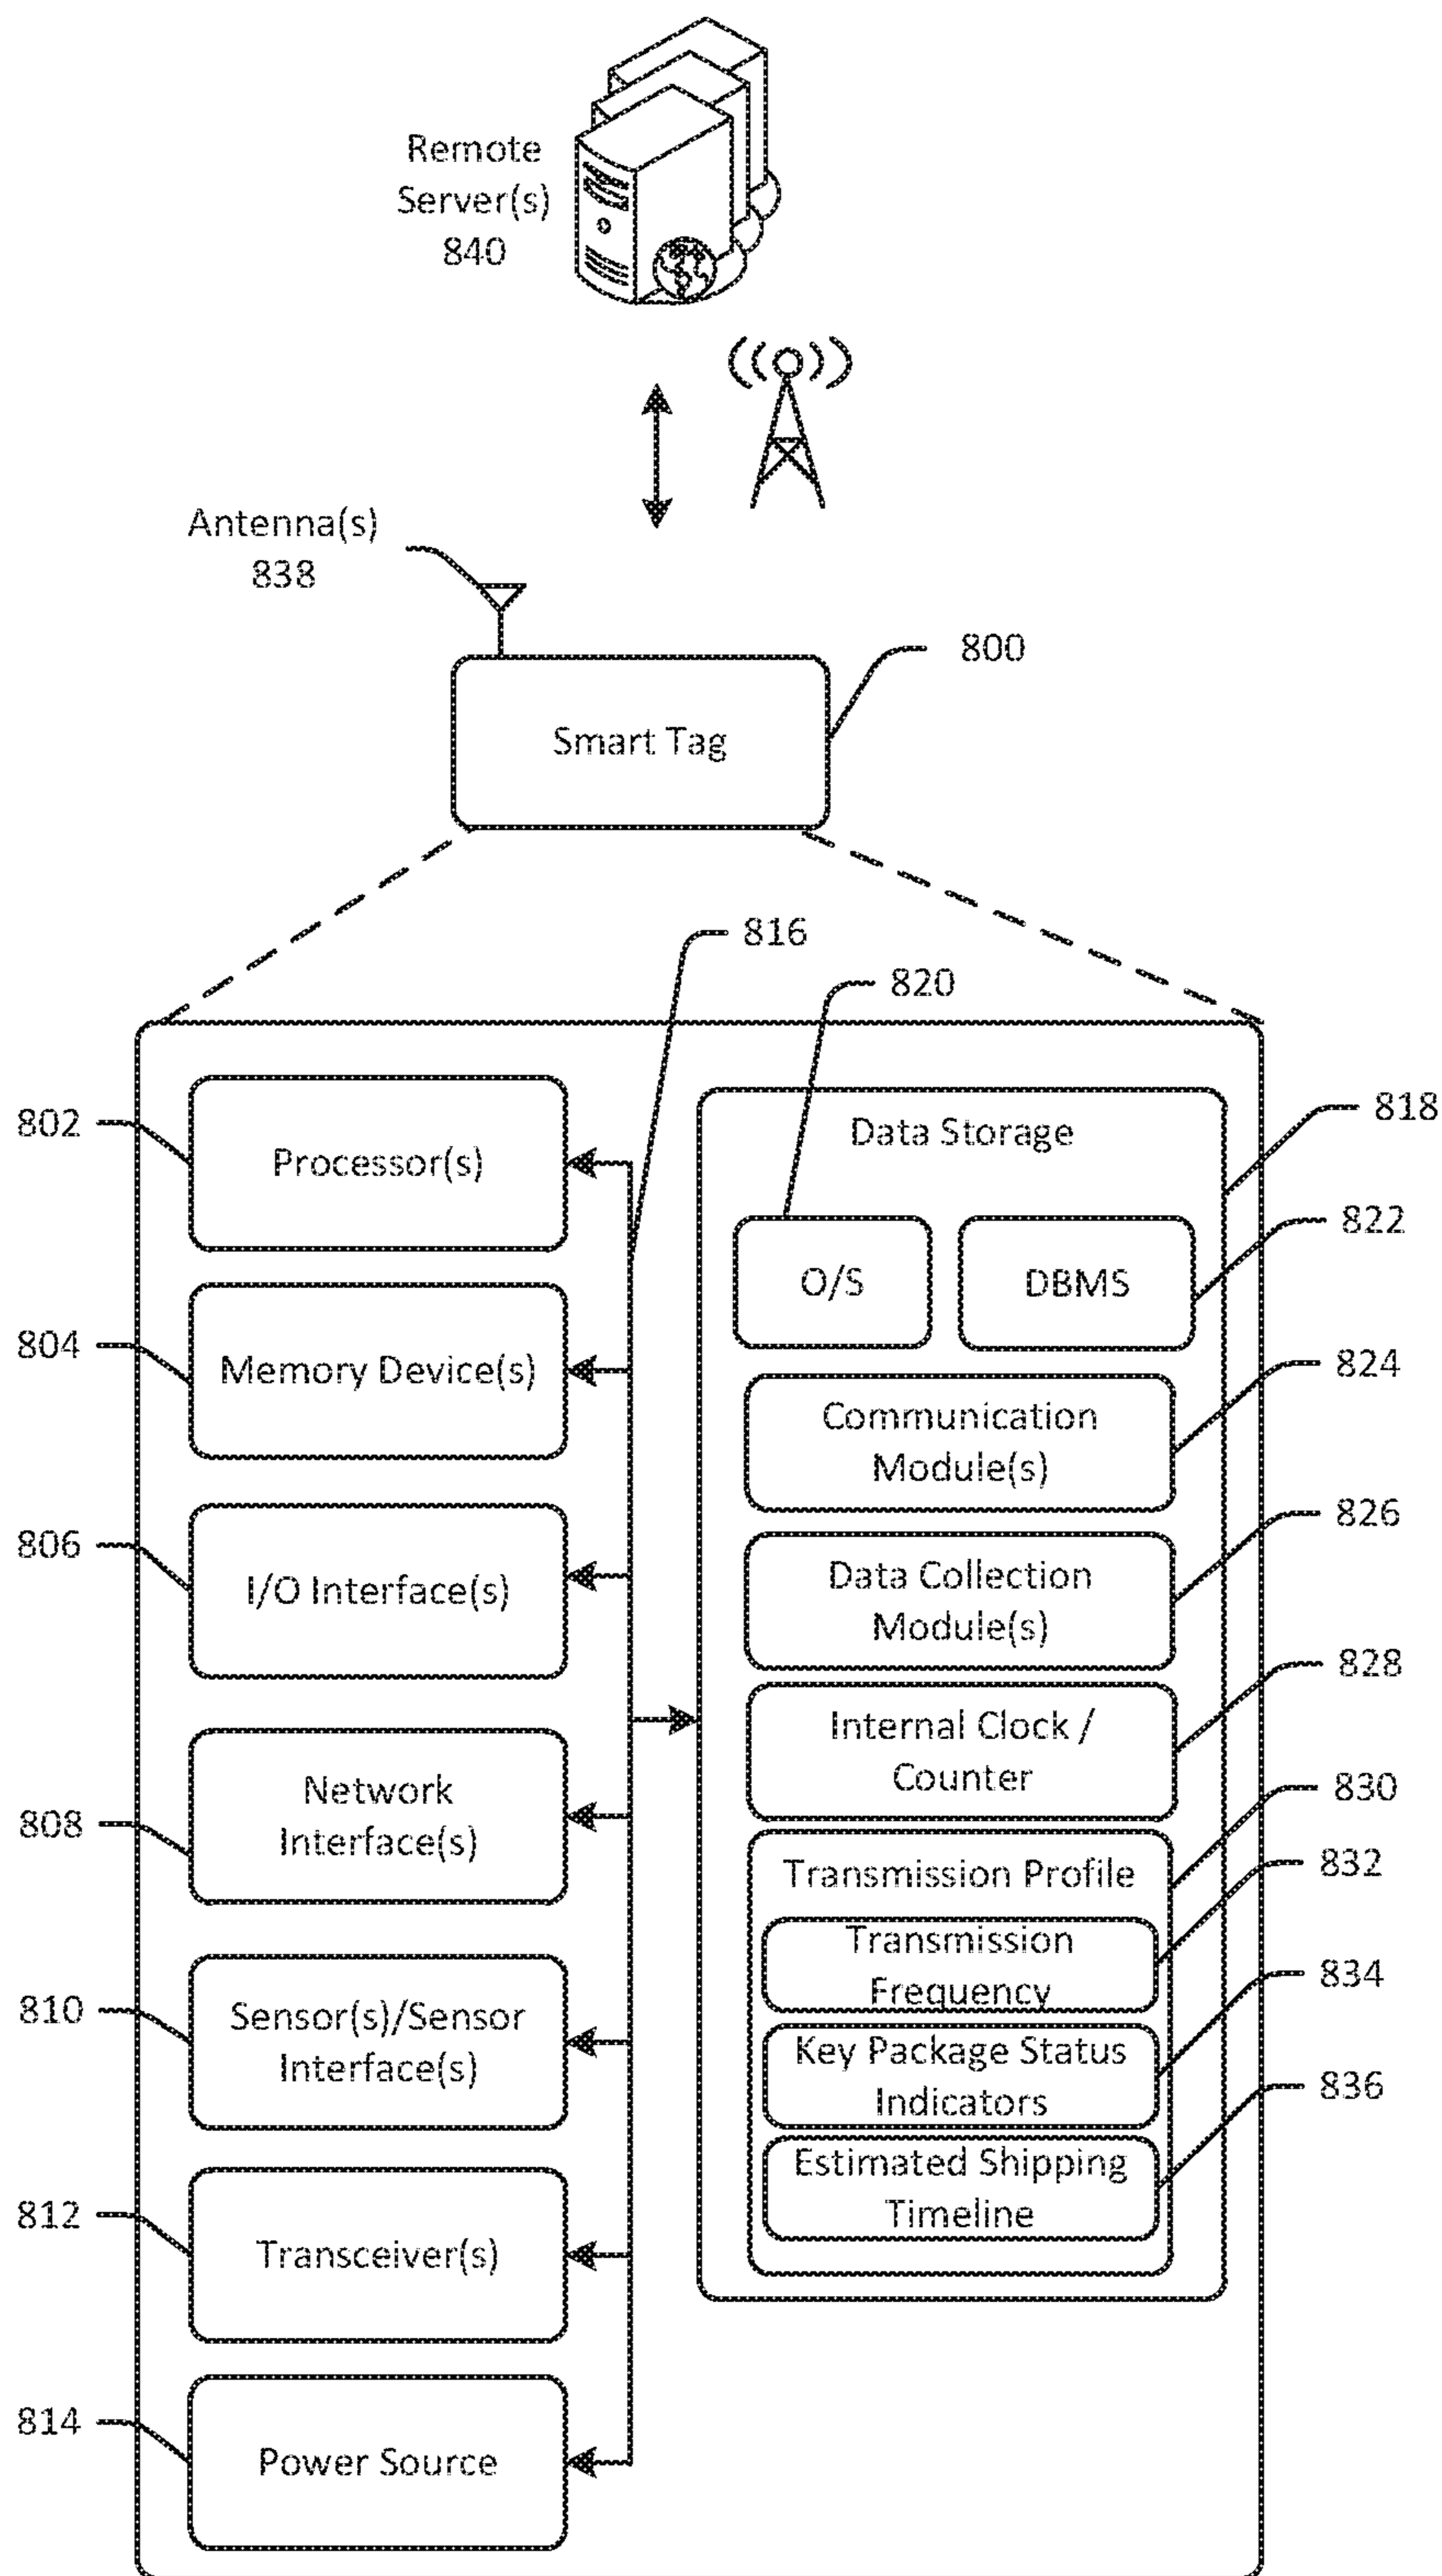 Remote
Server(s)
840
Antenna(s)
838
800
Smart Tag
816
820
802
Processor(s)
804
Memory Device(s)
806
I/O Interface(s)
808
Network
Interface(s)
810
Sensor(s)/Sensor
Interface(s)
812
Transceiver(s)
814
Power Source
Data Storage
818
O/S
DBMS
822
Communication
Module(s)
824
Data Collection
Module(s)
826
Internal Clock /
Counter
828
Transmission Profile
830
Transmission
Frequency
832
Key Package Status
Indicators
834
Estimated Shipping
Timeline
836